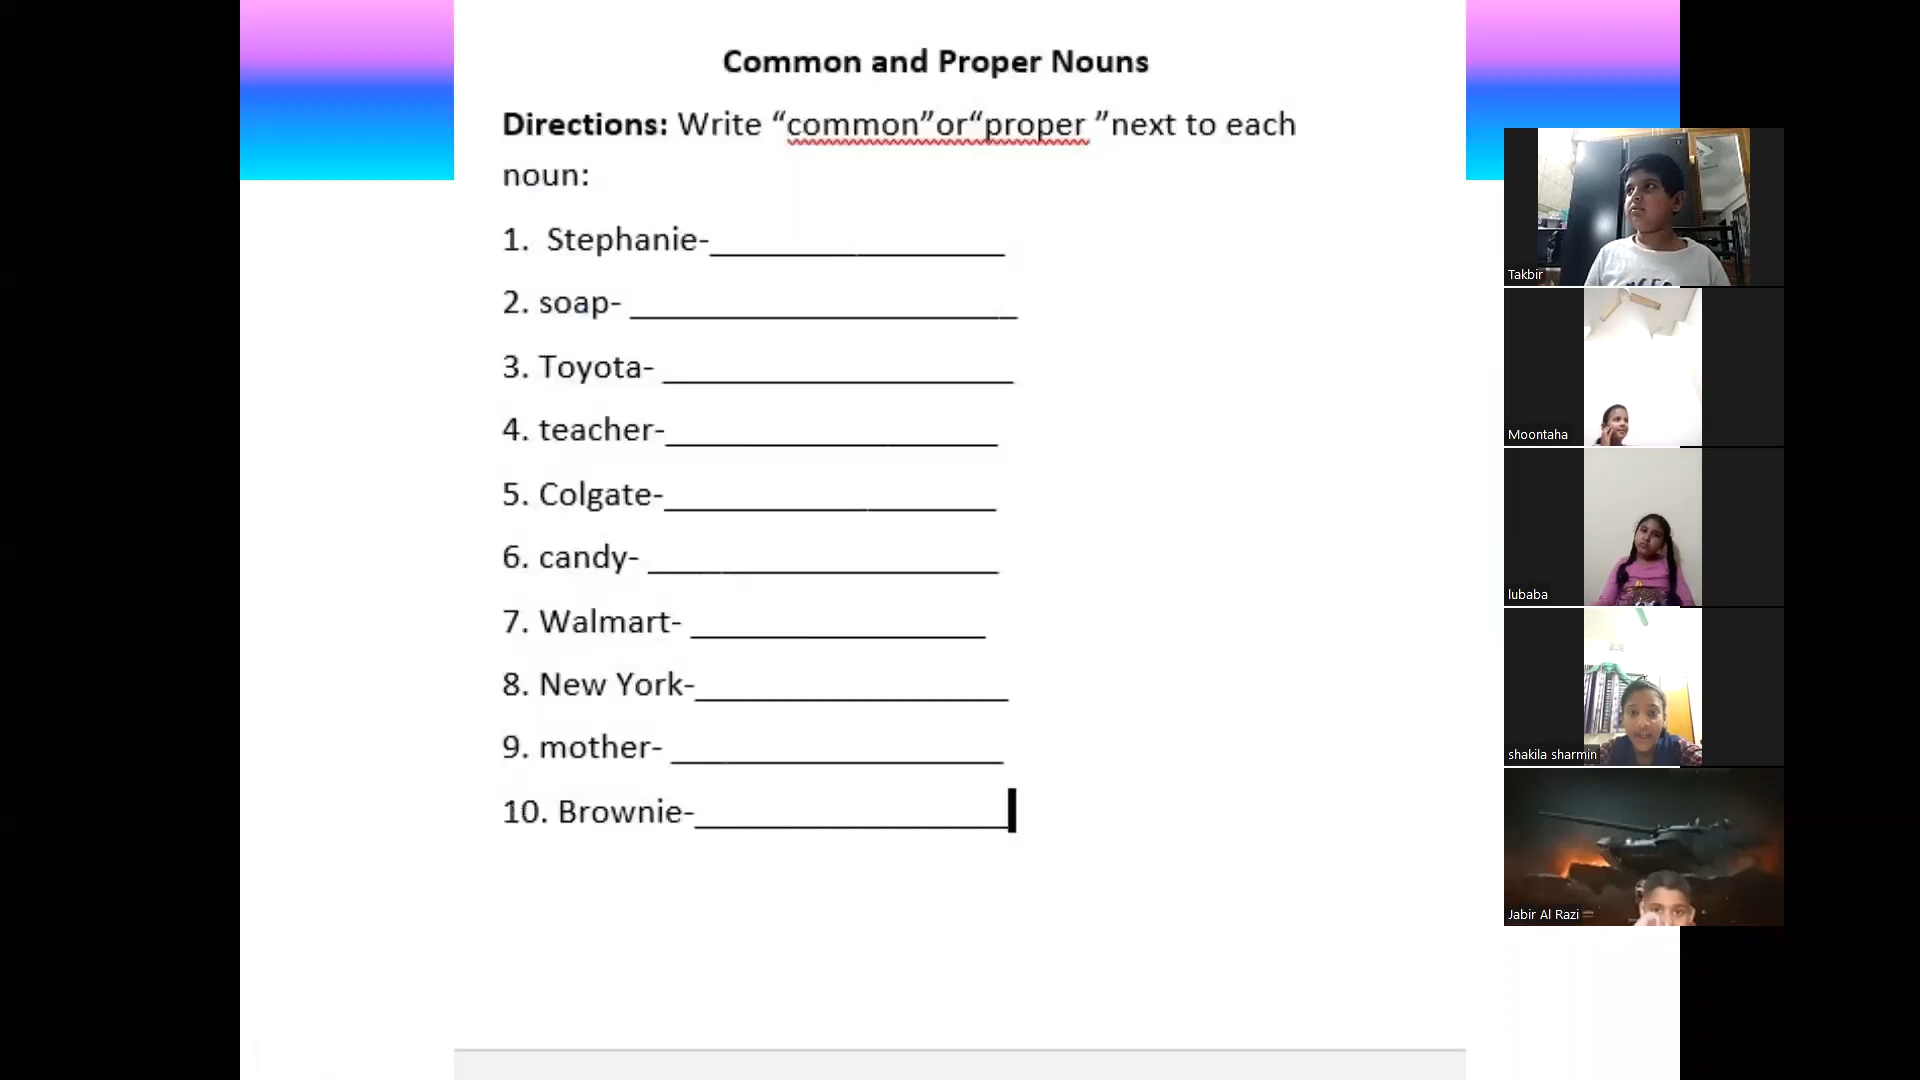 Common and Proper Nouns
Directions: Write “common”or“proper ”next to each
noun:
1. Stephanie-
2. soap-
3. Toyota-
4. teacher-
5. Colgate-
6. candy-
7. Walmart-
8. New York-
9. mother-
10. Brownie-
Takbir
Moontaha
lubaba
shakila sharmin
Jabir Al Razi